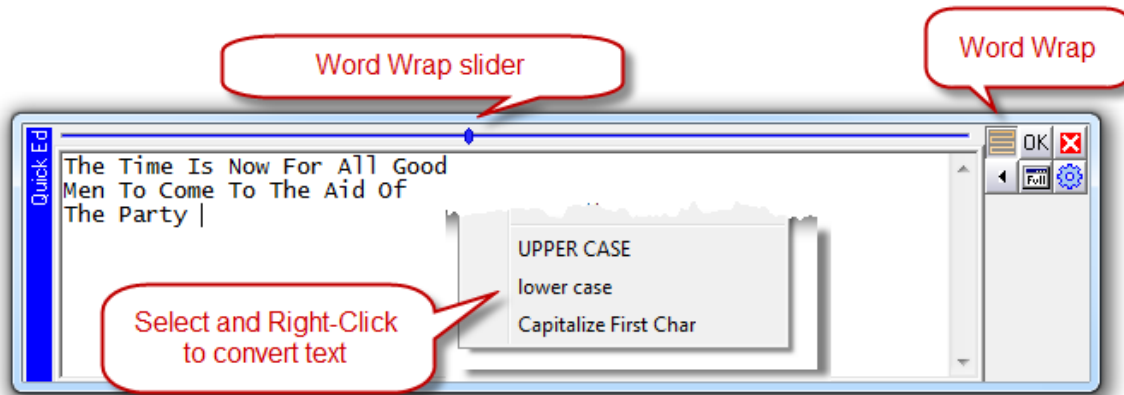 Word Wrap slider
Word Wrap
Quick Ed
OK
Full
The Time Is Now For All Good
Men To Come To The Aid Of
The Party
UPPER CASE
lower case
Capitalize First Char
Select and Right-Click
to convert text